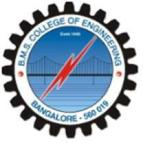 B.M.S. COLLEGE OF ENGINEERING
Estd.1946
BANGALORE - 560 019